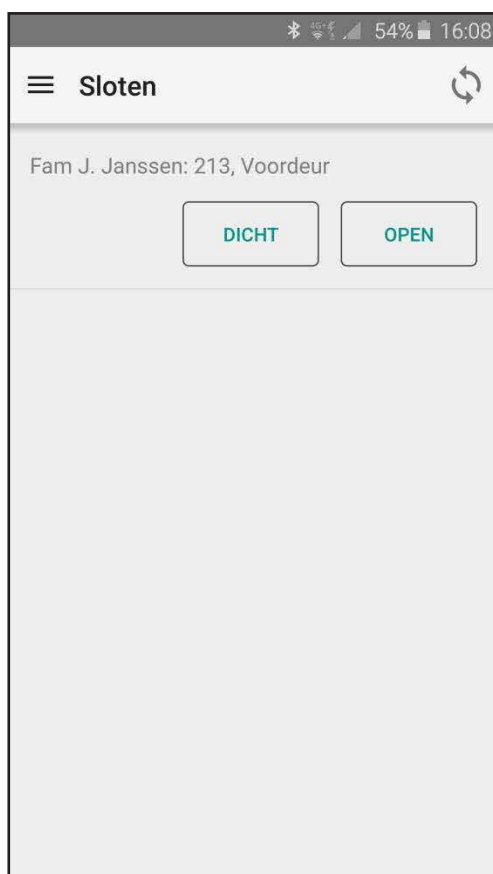 54% 16:08
Sloten
Fam J. Janssen: 213, Voordeur
DICHT OPEN